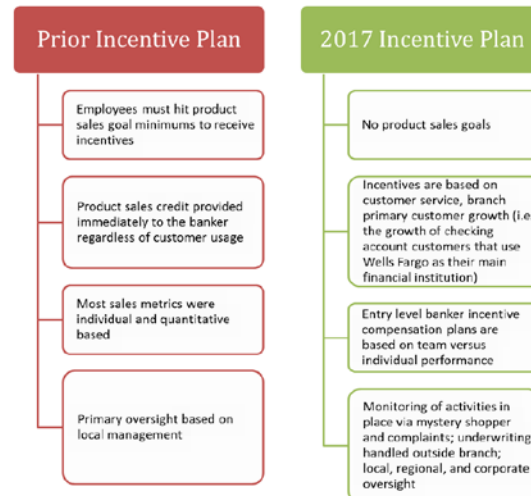 Prior Incentive Plan
Employees must hit product
sales goal minimums to receive
incentives
Product sales credit provided
immediately to the banker
regardless of customer usage
Most sales metrics were
individual and quantitative
based
Primary oversight based on
local management
2017 Incentive Plan
No product sales goals
Incentives are based on
customer service, branch
primary customer growth (i.e
the growth of checking
account customers that use
Wells Fargo as their main
financial institution)
Entry level banker incentive
compensation plans are
based on team versus
individual performance
Monitoring of activities in
place via mystery shopper
and complaints; underwriting
handled outside branch;
local, regional, and corporate
oversight